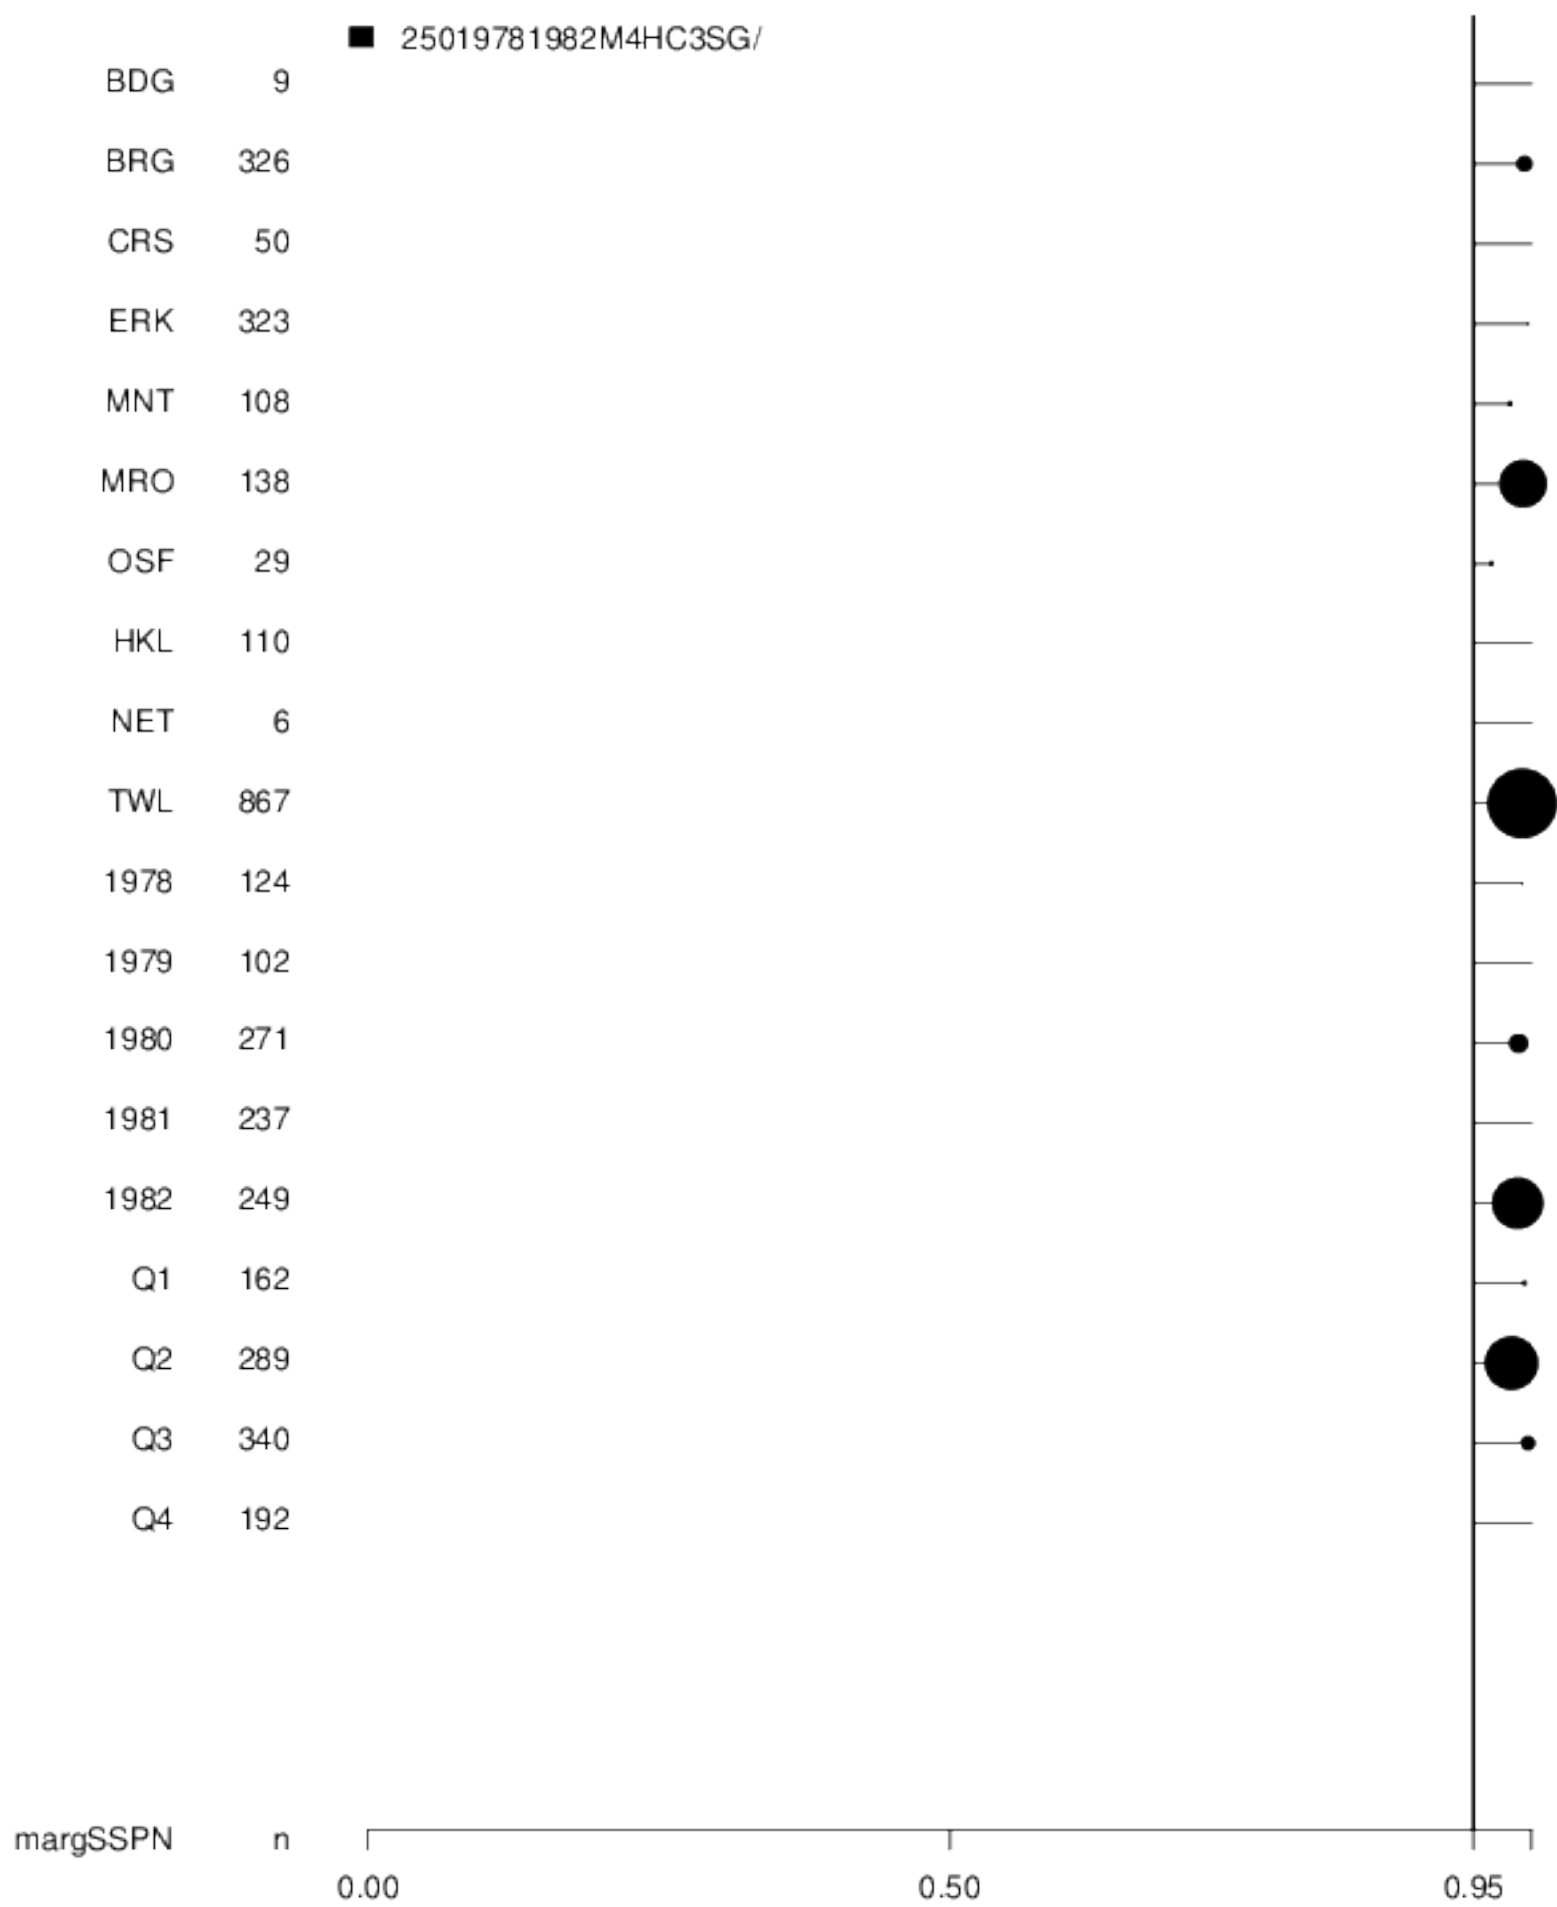 25019781982M4HC3SG/
BDG 9
BRG 326
CRS 50
ERK 323
MNT 108
MRO 138
OSF 29
HKL 110
NET 6
TWL 867
1978 124
1979 102
1980 271
1981 237
1982 249
Q1 162
Q2 289
Q3 340
Q4 192
margSSPN n
0.00 0.50 0.95